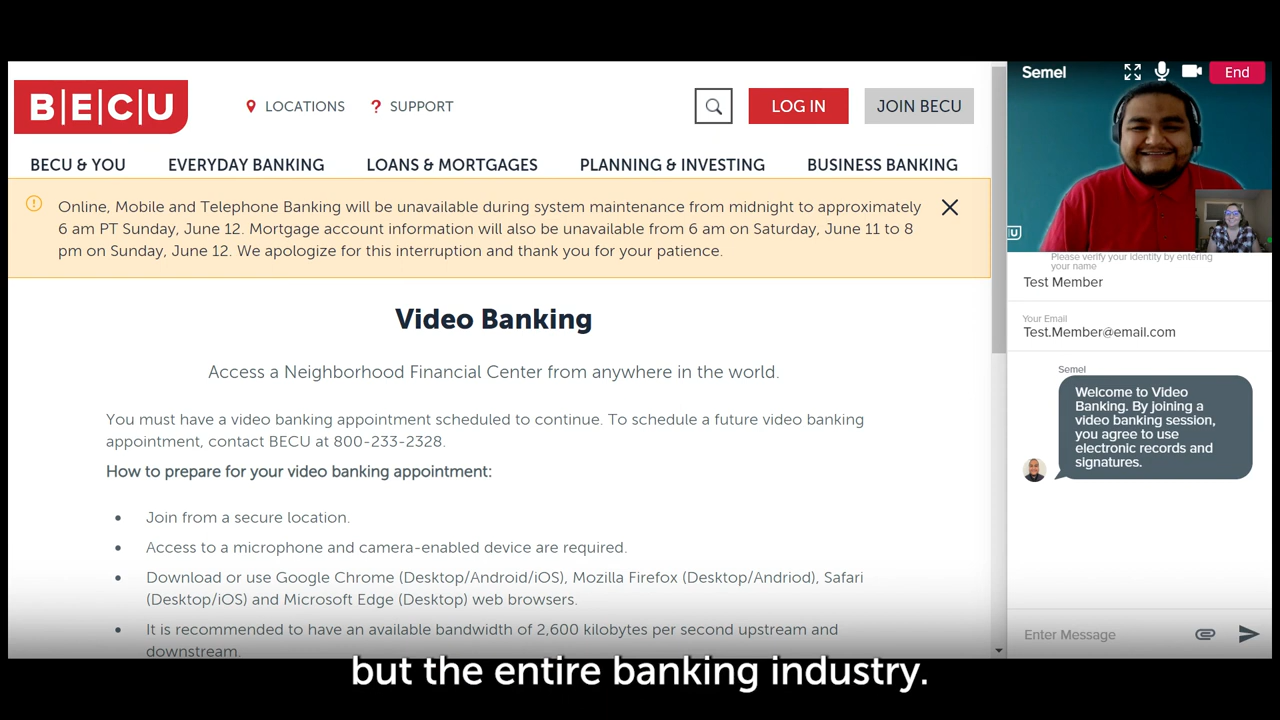 B|E|C|U
LOCATIONS
? SUPPORT
LOG IN
JOIN BECU
BECU & YOU
EVERYDAY BANKING
LOANS & MORTGAGES
PLANNING & INVESTING
BUSINESS BANKING
Online, Mobile and Telephone Banking will be unavailable during system maintenance from midnight to approximately
6 am PT Sunday, June 12. Mortgage account information will also be unavailable from 6 am on Saturday, June 11 to 8
pm on Sunday, June 12. We apologize for this interruption and thank you for your patience.
Video Banking
Access a Neighborhood Financial Center from anywhere in the world.
You must have a video banking appointment scheduled to continue. To schedule a future video banking
appointment, contact BECU at 800-233-2328.
How to prepare for your video banking appointment:
• Join from a secure location.
• Access to a microphone and camera-enabled device are required.
• Download or use Google Chrome (Desktop/Android/iOS), Mozilla Firefox (Desktop/Andriod), Safari
(Desktop/iOS) and Microsoft Edge (Desktop) web browsers.
• It is recommended to have an available bandwidth of 2,600 kilobytes per second upstream and
downstream.
Semel
End
U
Please verify your identity by entering
your name
Test Member
Your Email
Test.Member@email.com
Semel
Welcome to Video
Banking. By joining a
video banking session,
you agree to use
electronic records and
signatures.
Enter Message
but the entire banking industry.